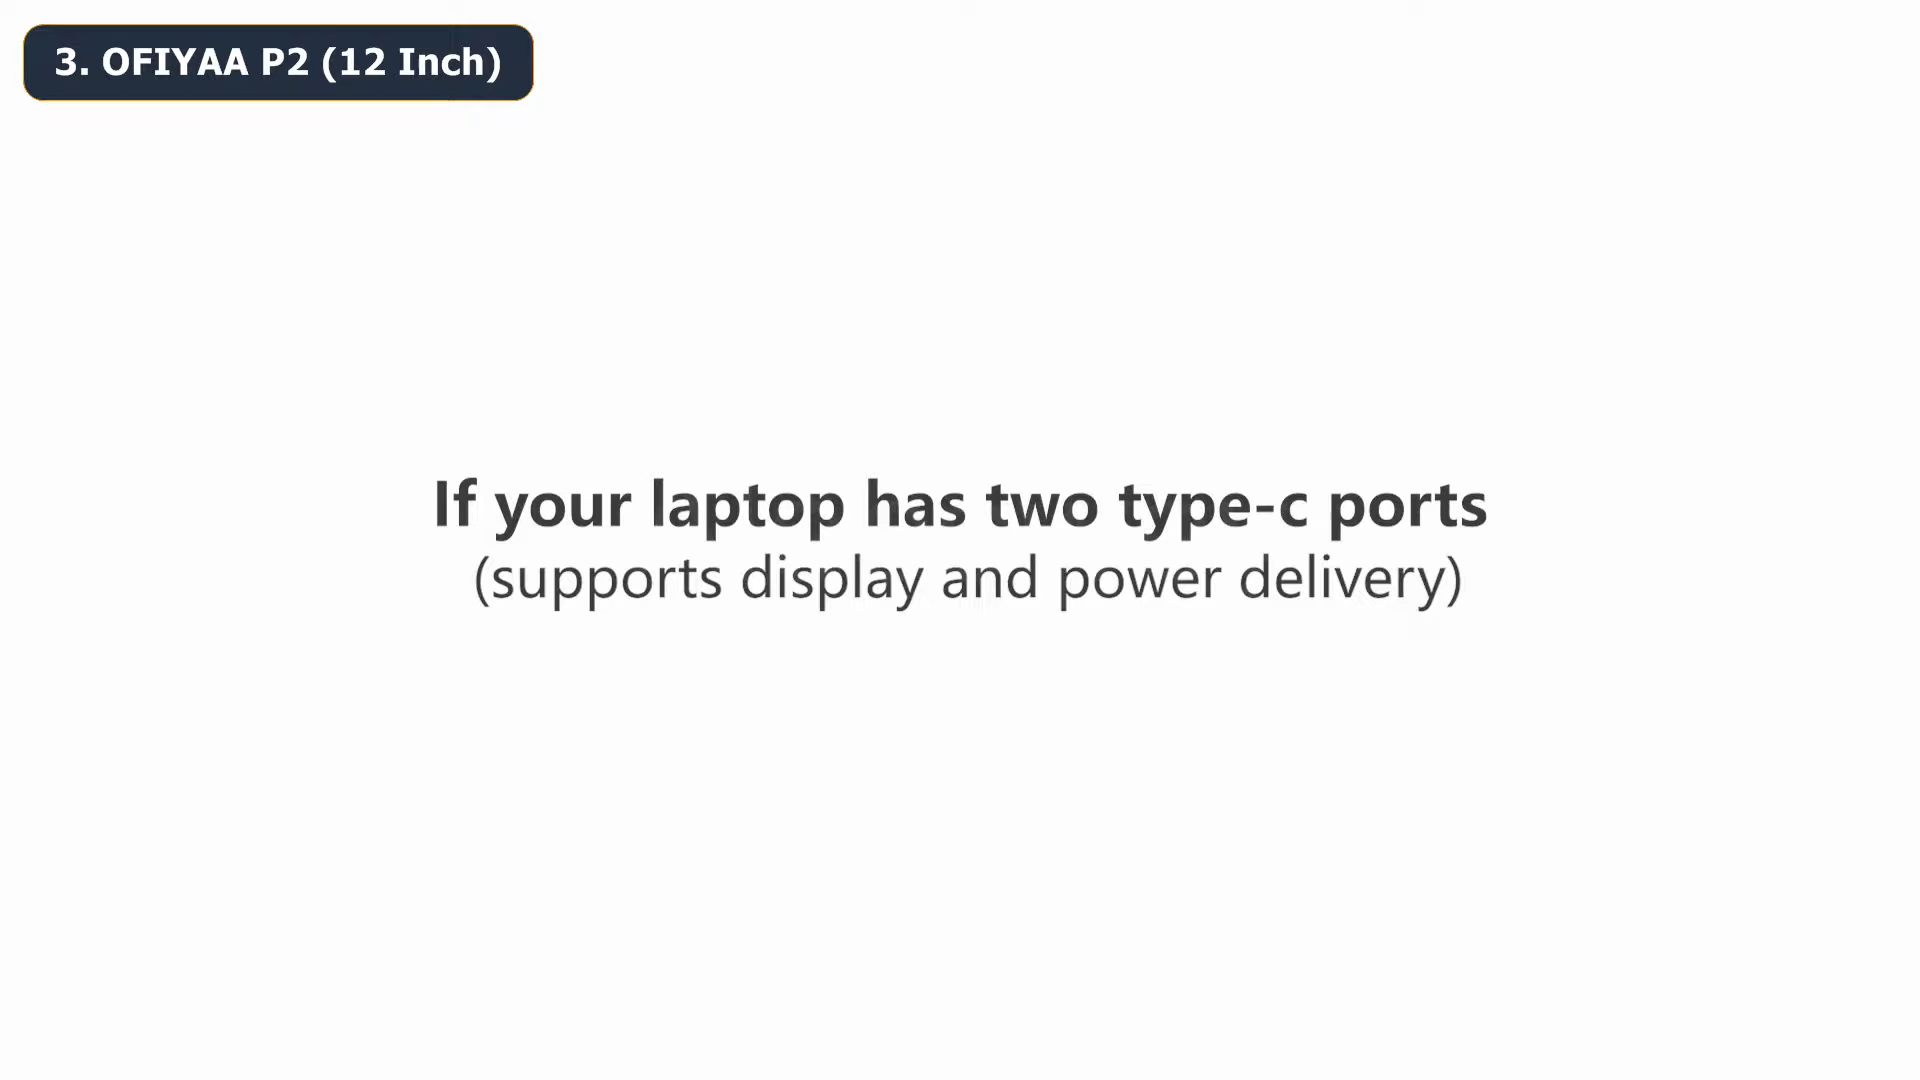 3. OFIYAA P2 (12 Inch)
If your laptop has two type-c ports
(supports display and power delivery)